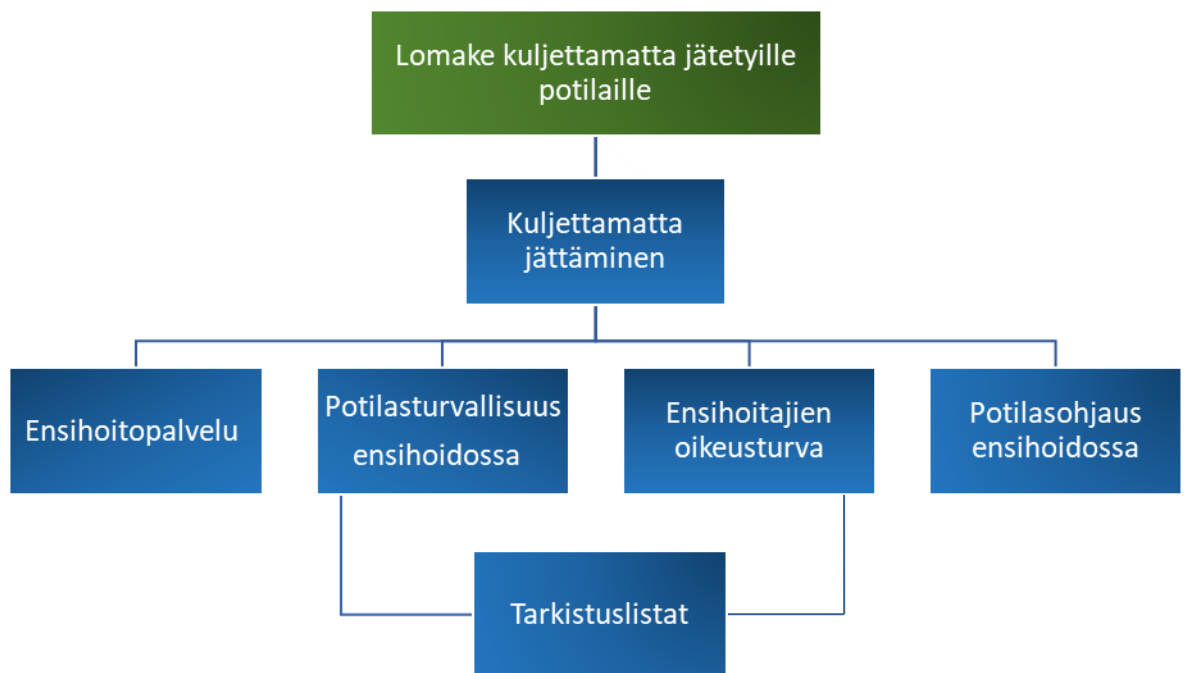 Lomake kuljettamatta jätetyille
potilaille
Kuljettamatta
jättäminen
Ensihoitopalvelu
Potilasturvallisuus
ensihoidossa
Ensihoitajien
oikeusturva
Potilasohjaus
ensihoidossa
Tarkistuslistat